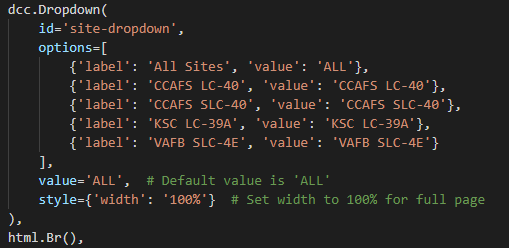 dcc.Dropdown(
    id='site-dropdown',
    options=[
        {'label': 'All Sites', 'value': 'ALL'},
        {'label': 'CCAFS LC-40', 'value': 'CCAFS LC-40'},
        {'label': 'CCAFS SLC-40', 'value': 'CCAFS SLC-40'},
        {'label': 'KSC LC-39A', 'value': 'KSC LC-39A'},
        {'label': 'VAFB SLC-4E', 'value': 'VAFB SLC-4E'}
    ],
    value='ALL',  # Default value is 'ALL'
    style={'width': '100%'}  # Set width to 100% for full page
),
html.Br(),